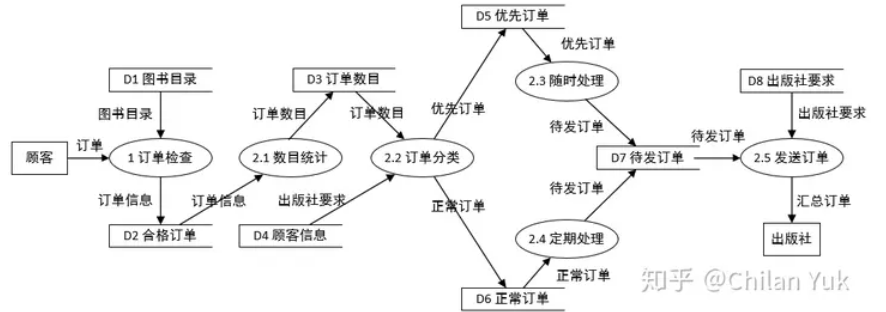 D5 优先订单
优先订单
D1 图书目录
D3 订单数目
2.3 随时处理
D8 出版社要求
图书目录
订单数目
订单数目
优先订单
出版社要求
待发订单
待发订单
顾客
订单
1 订单检查
2.1 数目统计
2.2 订单分类
D7 待发订单
2.5 发送订单
待发订单
订单信息
订单信息
出版社要求
正常订单
汇总订单
D2 合格订单
D4 顾客信息
2.4 定期处理
出版社
正常订单
D6 正常订单
知乎 @Chilan Yuk